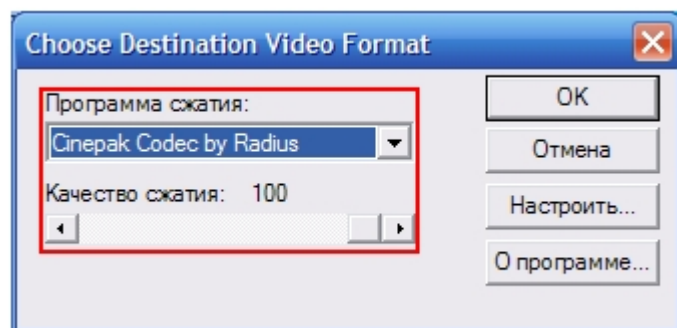 Choose Destination Video Format
Программа сжатия:
Cinepak Codec by Radius
Качество сжатия: 100
OK
Отмена
Настроить...
О программе...